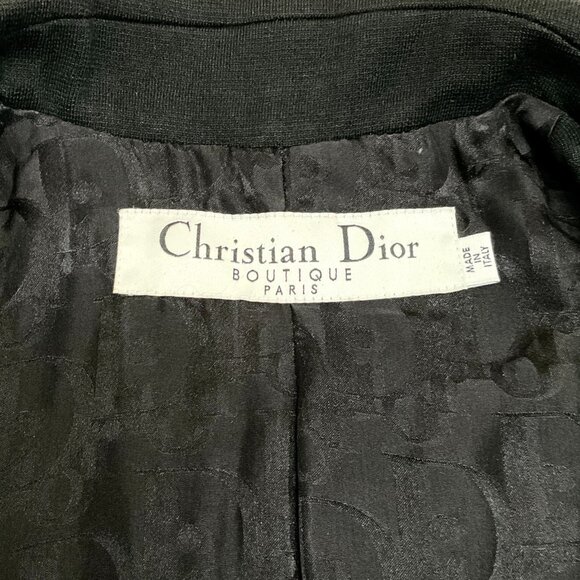 Christian Dior
BOUTIQUE
PARIS
MADE
IN
ITALY